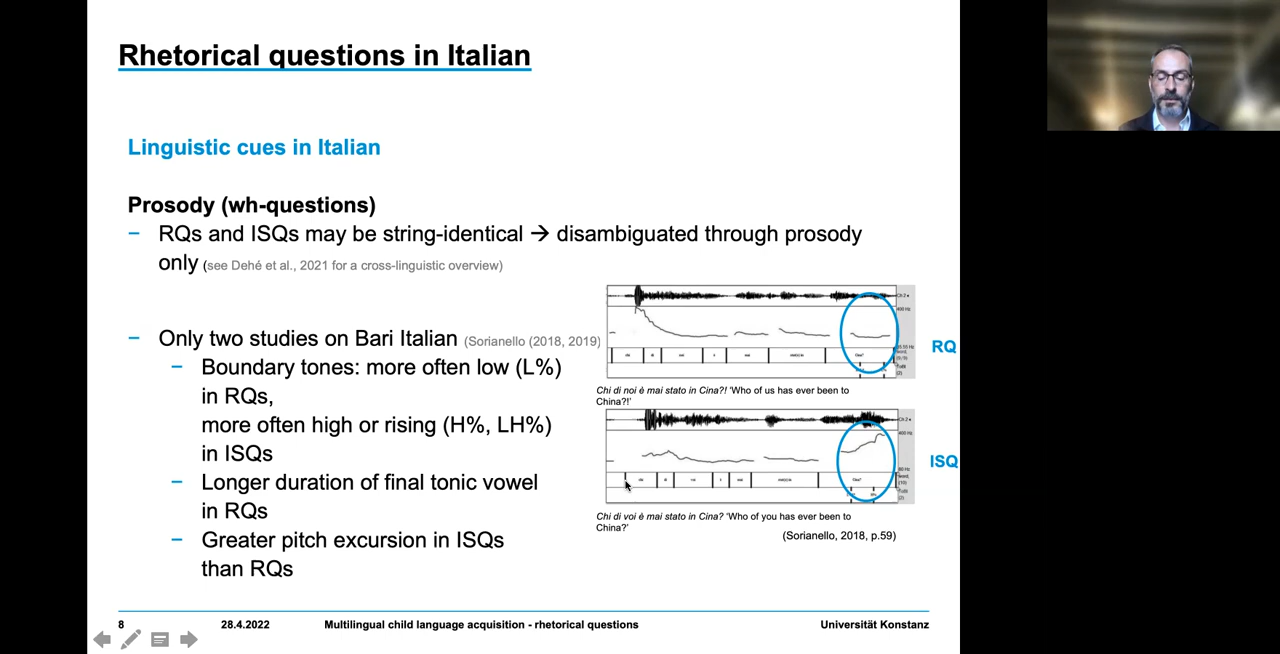 Rhetorical questions in Italian
Linguistic cues in Italian
Prosody (wh-questions)
– RQs and ISQs may be string-identical → disambiguated through prosody
only (see Dehé et al., 2021 for a cross-linguistic overview)
– Only two studies on Bari Italian (Sorianello (2018, 2019)
– Boundary tones: more often low (L%)
in RQs,
more often high or rising (H%, LH%)
in ISQs
– Longer duration of final tonic vowel
in RQs
– Greater pitch excursion in ISQs
than RQs
400 Hz
RQ
Chi di noi è mai stato in Cina?! 'Who of us has ever been to
China?!'
400 Hz
80 Hz
ISQ
Chi di voi è mai stato in Cina? 'Who of you has ever been to
China?'
(Sorianello, 2018, p.59)
8
28.4.2022
Multilingual child language acquisition - rhetorical questions
Universität Konstanz